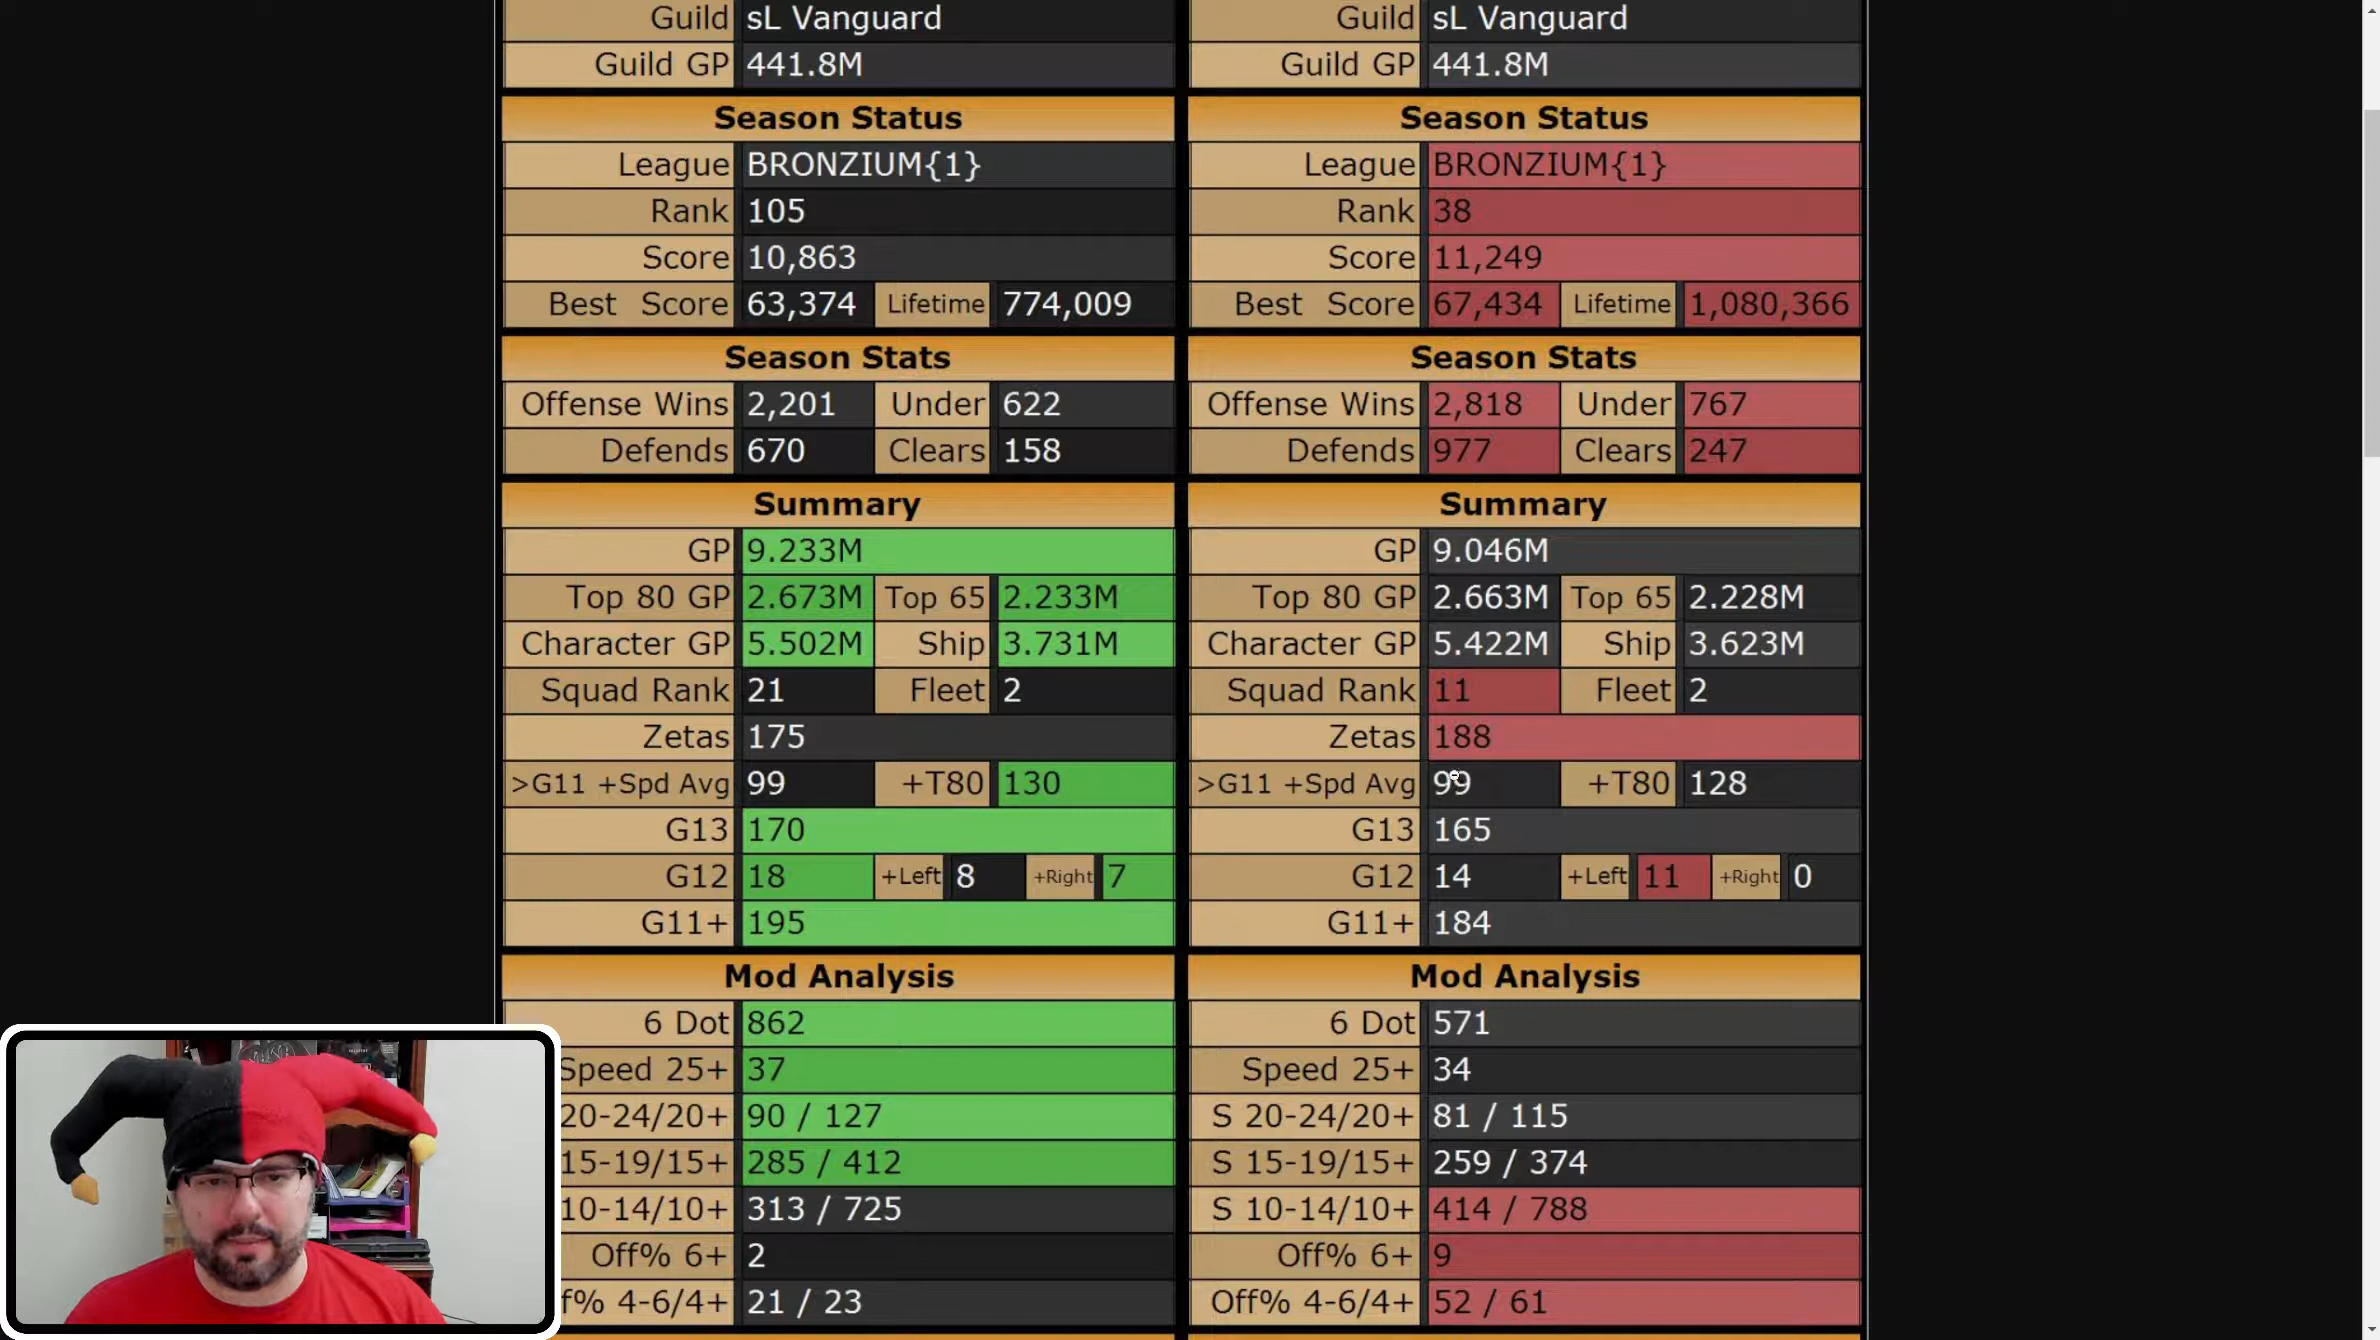 Guild sL Vanguard Guild sL Vanguard
Guild GP 441.8M Guild GP 441.8M
Season Status Season Status
League BRONZIUM{1} League BRONZIUM{1}
Rank 105 Rank 38
Score 10,863 Score 11,249
Best Score 63,374 Lifetime 774,009 Best Score 67,434 Lifetime 1,080,366
Season Stats Season Stats
Offense Wins 2,201 Under 622 Offense Wins 2,818 Under 767
Defends 670 Clears 158 Defends 977 Clears 247
Summary Summary
GP 9.233M GP 9.046M
Top 80 GP 2.673M Top 65 2.233M Top 80 GP 2.663M Top 65 2.228M
Character GP 5.502M Ship 3.731M Character GP 5.422M Ship 3.623M
Squad Rank 21 Fleet 2 Squad Rank 11 Fleet 2
Zetas 175 Zetas 188
>G11 +Spd Avg 99 +T80 130 >G11 +Spd Avg 99 +T80 128
G13 170 G13 165
G12 18 +Left 8 +Right 7 G12 14 +Left 11 +Right 0
G11+ 195 G11+ 184
Mod Analysis Mod Analysis
6 Dot 862 6 Dot 571
Speed 25+ 37 Speed 25+ 34
20-24/20+ 90 / 127 S 20-24/20+ 81 / 115
15-19/15+ 285 / 412 S 15-19/15+ 259 / 374
10-14/10+ 313 / 725 S 10-14/10+ 414 / 788
Off% 6+ 2 Off% 6+ 9
f% 4-6/4+ 21 / 23 Off% 4-6/4+ 52 / 61